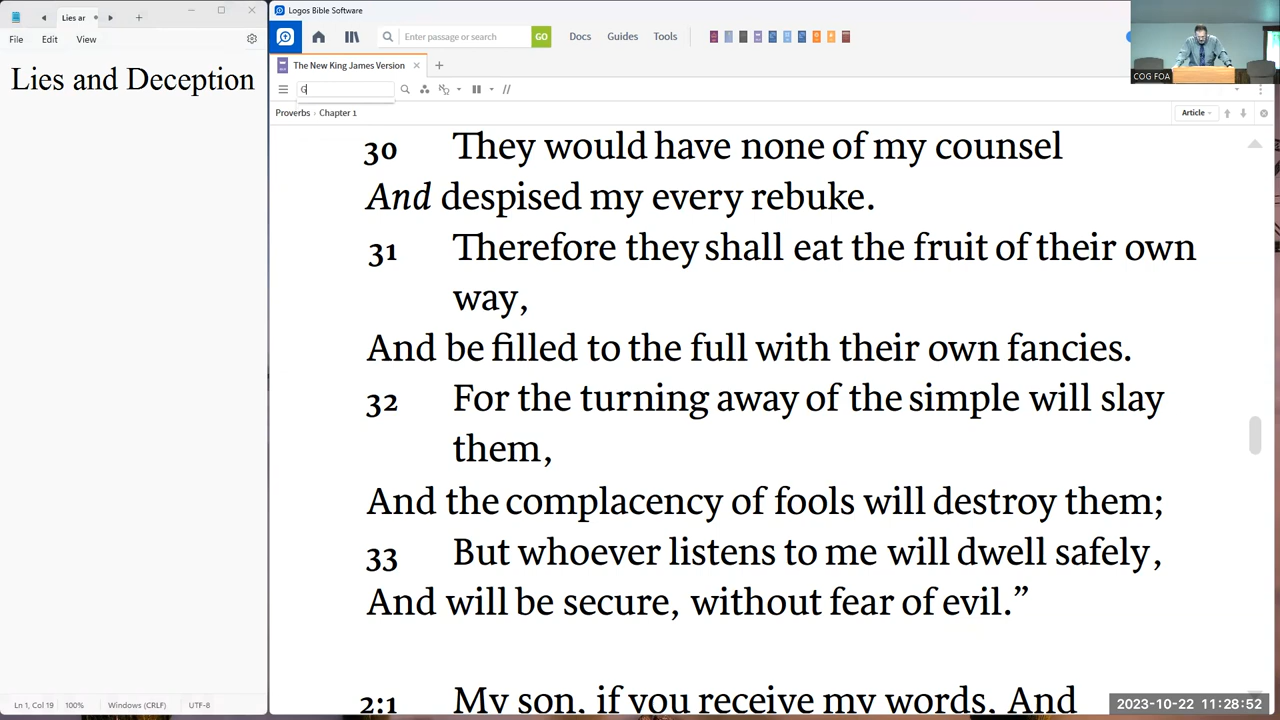 Lies ar
File Edit View
Lies and Deception
Ln 1, Col 19 100% Windows (CRLF) UTF-8
Logos Bible Software
Enter passage or search GO Docs Guides Tools
The New King James Version
G
Proverbs › Chapter 1 Article
30 They would have none of my counsel
And despised my every rebuke.
31 Therefore they shall eat the fruit of their own
way,
And be filled to the full with their own fancies.
32 For the turning away of the simple will slay
them,
And the complacency of fools will destroy them;
33 But whoever listens to me will dwell safely,
And will be secure, without fear of evil.”
2:1 My son, if you receive my words, And
COG FOA
2023-10-22 11:28:52